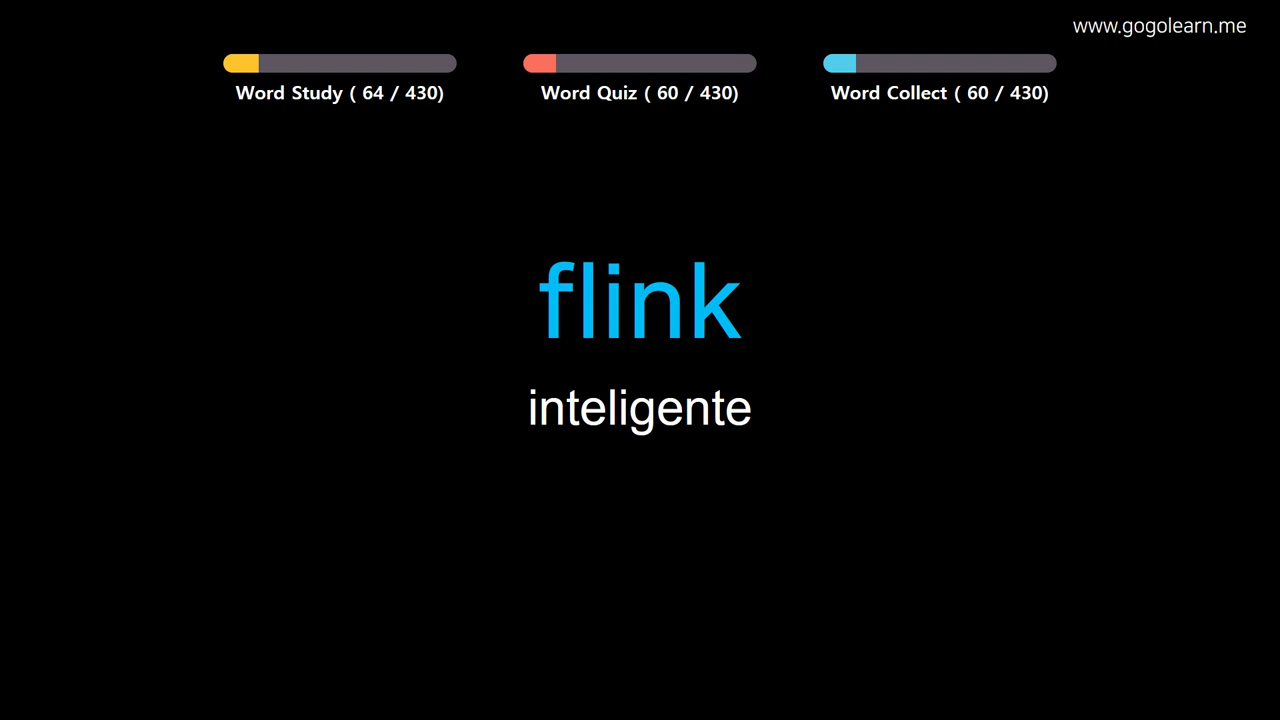 www.gogolearn.me
Word Study ( 64 / 430)
Word Quiz ( 60 / 430)
Word Collect ( 60 / 430)
flink
inteligente